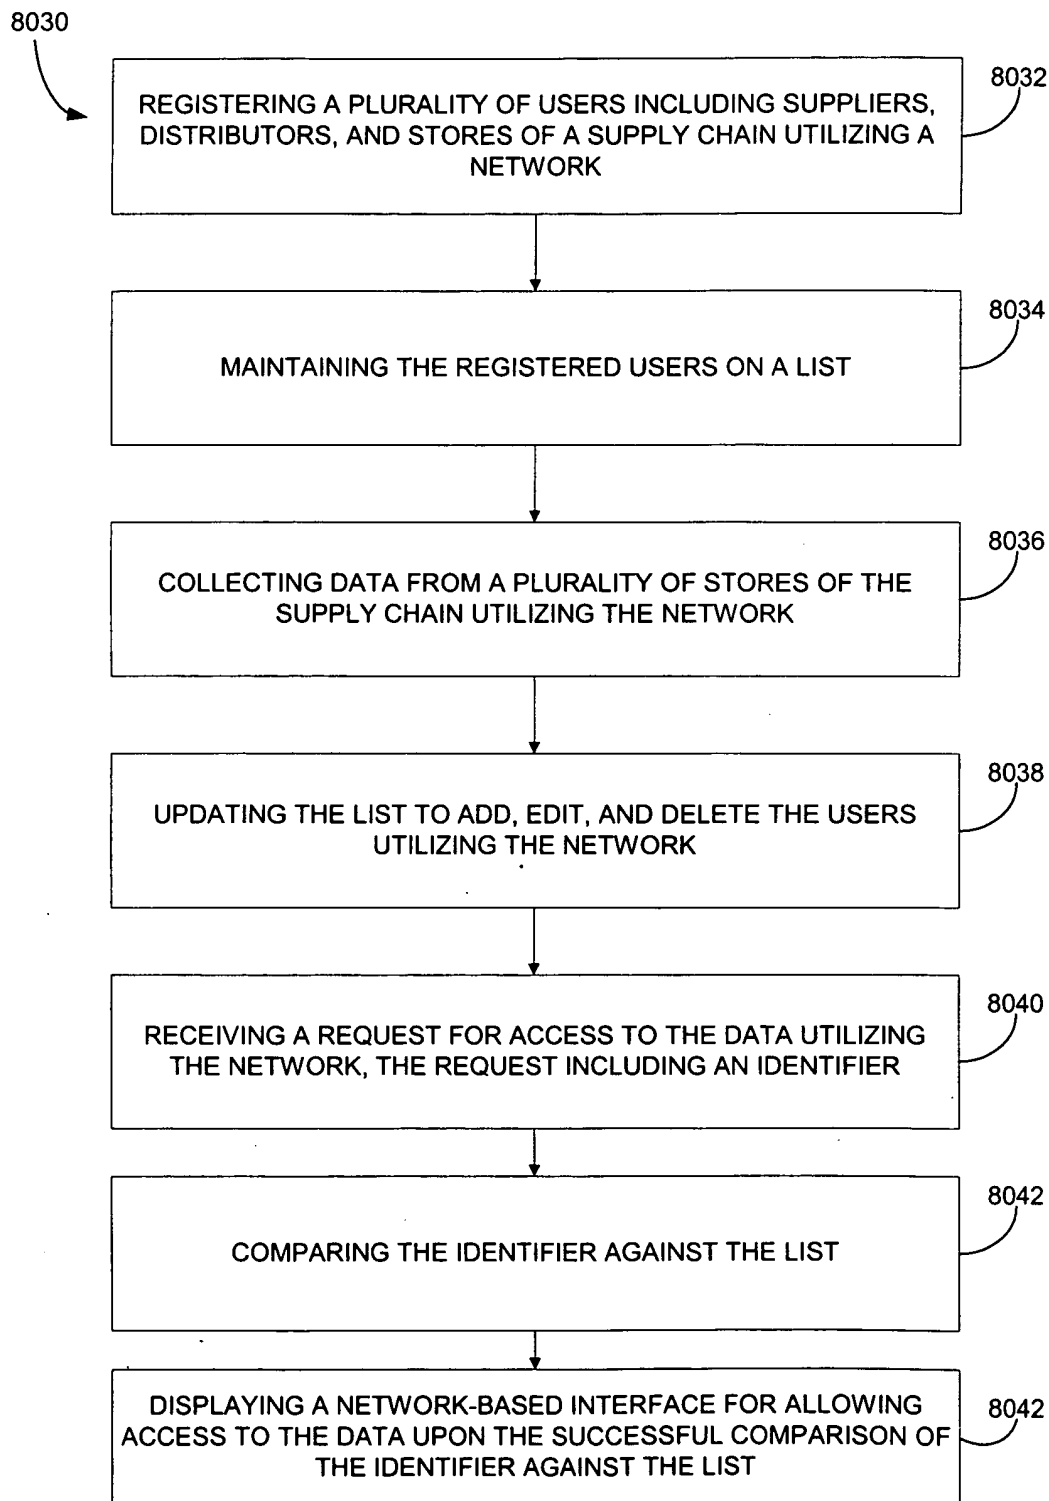 8030
8032
REGISTERING A PLURALITY OF USERS INCLUDING SUPPLIERS,
DISTRIBUTORS, AND STORES OF A SUPPLY CHAIN UTILIZING A
NETWORK
8034
MAINTAINING THE REGISTERED USERS ON A LIST
8036
COLLECTING DATA FROM A PLURALITY OF STORES OF THE
SUPPLY CHAIN UTILIZING THE NETWORK
8038
UPDATING THE LIST TO ADD, EDIT, AND DELETE THE USERS
UTILIZING THE NETWORK
8040
RECEIVING A REQUEST FOR ACCESS TO THE DATA UTILIZING
THE NETWORK, THE REQUEST INCLUDING AN IDENTIFIER
8042
COMPARING THE IDENTIFIER AGAINST THE LIST
8042
DISPLAYING A NETWORK-BASED INTERFACE FOR ALLOWING
ACCESS TO THE DATA UPON THE SUCCESSFUL COMPARISON OF
THE IDENTIFIER AGAINST THE LIST